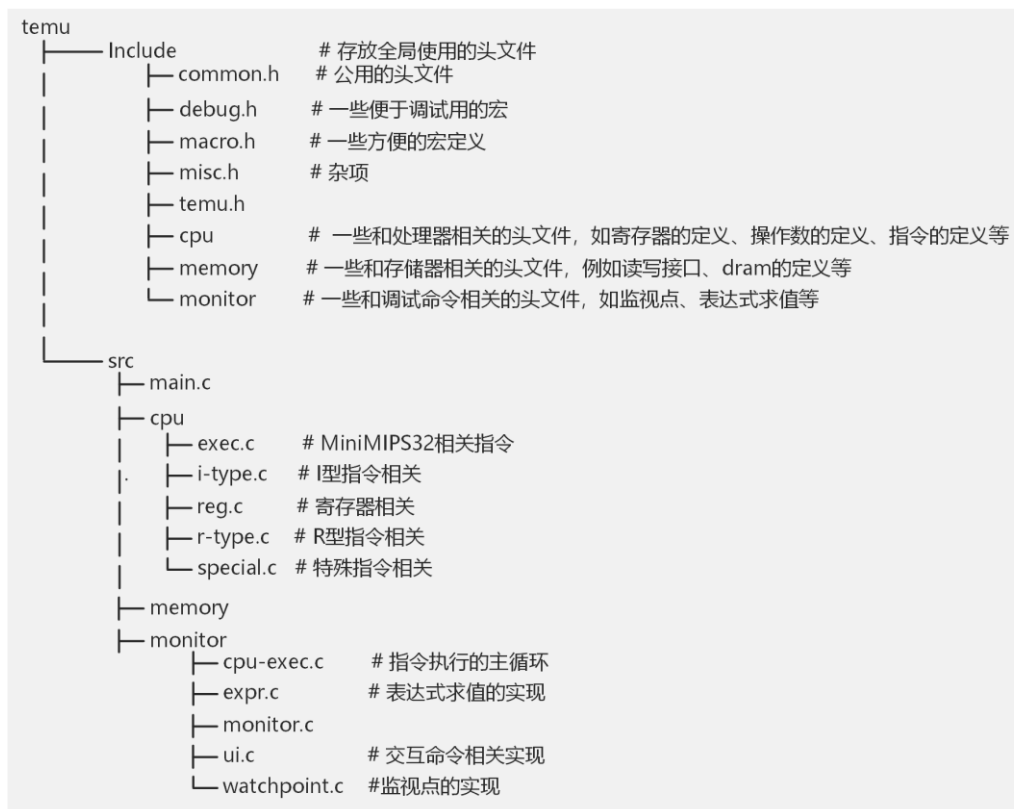 temu
Include # 存放全局使用的头文件
common.h # 公用的头文件
debug.h # 一些便于调试用的宏
macro.h # 一些方便的宏定义
misc.h # 杂项
temu.h
cpu # 一些和处理器相关的头文件，如寄存器的定义、操作数的定义、指令的定义等
memory # 一些和存储器相关的头文件，例如读写接口、dram的定义等
monitor # 一些和调试命令相关的头文件，如监视点、表达式求值等
src
main.c
cpu
exec.c # MiniMIPS32相关指令
i-type.c # I型指令相关
reg.c # 寄存器相关
r-type.c # R型指令相关
special.c # 特殊指令相关
memory
monitor
cpu-exec.c # 指令执行的主循环
expr.c # 表达式求值的实现
monitor.c
ui.c # 交互命令相关实现
watchpoint.c #监视点的实现